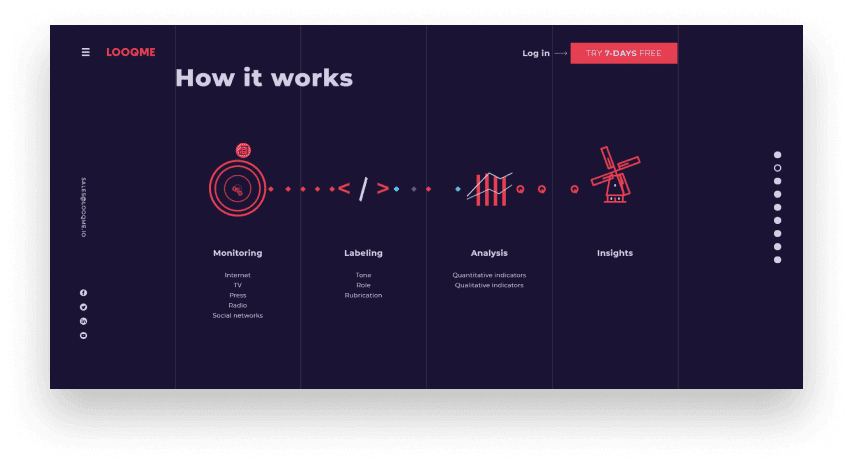 LOOQME
Log in
TRY 7-DAYS FREE
How it works
SALES@LOOQME.IO
</>
Monitoring
Internet
TV
Press
Radio
Social networks
Labeling
Tone
Role
Rubrication
Analysis
Quantitative indicators
Qualitative indicators
Insights